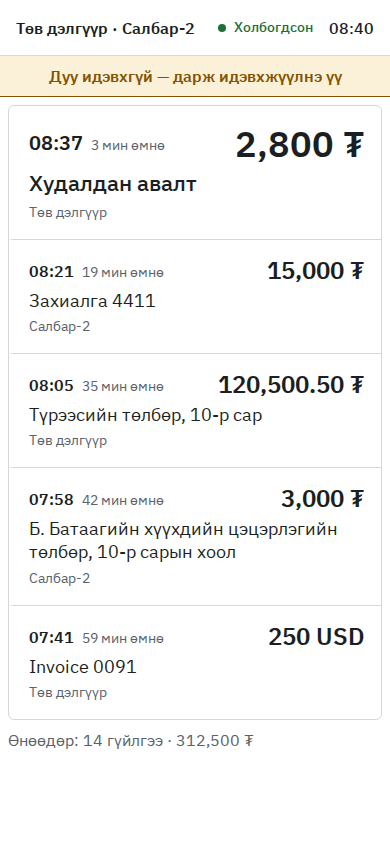 Төв дэлгүүр · Салбар-2 Холбогдсон 08:40
Дуу идэвхгүй — дарж идэвхжүүлнэ үү
08:37 3 мин өмнө 2,800 ₮
Худалдан авалт
Төв дэлгүүр
08:21 19 мин өмнө 15,000 ₮
Захиалга 4411
Салбар-2
08:05 35 мин өмнө 120,500.50 ₮
Түрээсийн төлбөр, 10-р сар
Төв дэлгүүр
07:58 42 мин өмнө 3,000 ₮
Б. Батаагийн хүүхдийн цэцэрлэгийн
төлбөр, 10-р сарын хоол
Салбар-2
07:41 59 мин өмнө 250 USD
Invoice 0091
Төв дэлгүүр
Өнөөдөр: 14 гүйлгээ · 312,500 ₮